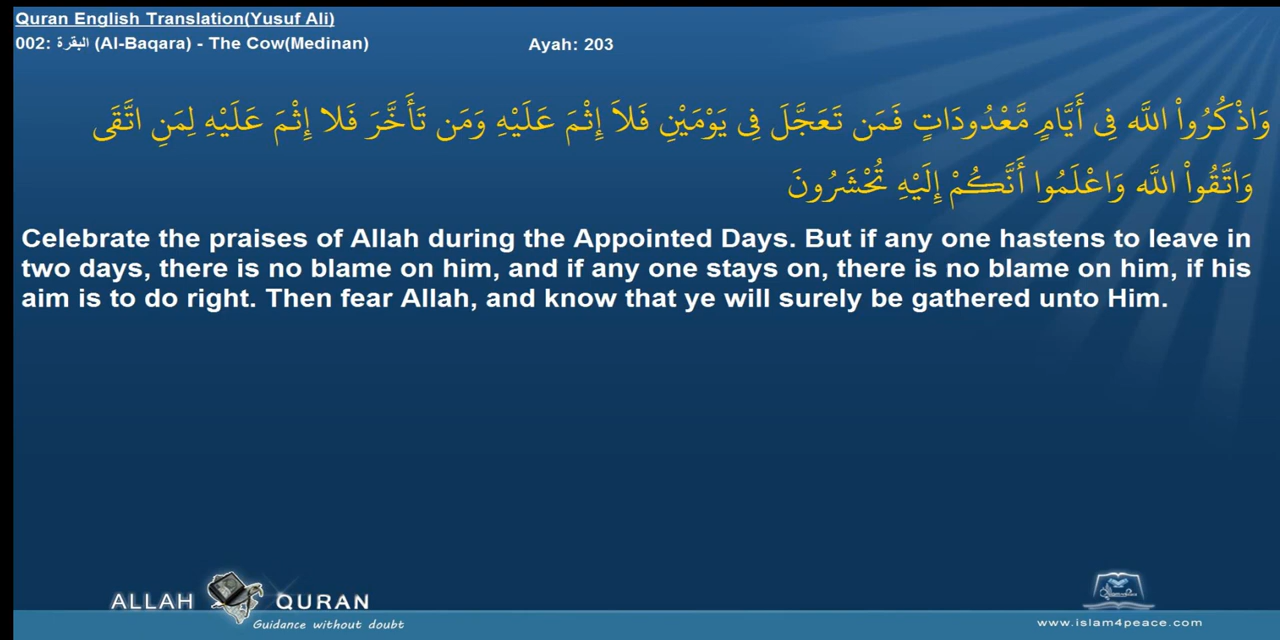 Quran English Translation(Yusuf Ali)
002: البقرة (Al-Baqara) - The Cow(Medinan)
Ayah: 203
وَاذْكُرُواْ اللَّه فِى أَيَّامٍ مَّعْدُودَاتٍ فَمَن تَعَجَّلَ فِى يَوْمَيْنِ فَلاَ إِثْمَ عَلَيْهِ وَمَن تَأَخَّرَ فَلا إِثْمَ عَلَيْهِ لِمَنِ اتَّقَى
وَاتَّقُواْ اللَّه وَاعْلَمُوا أَنَّكُمْ إِلَيْهِ تُحْشَرُونَ
Celebrate the praises of Allah during the Appointed Days. But if any one hastens to leave in
two days, there is no blame on him, and if any one stays on, there is no blame on him, if his
aim is to do right. Then fear Allah, and know that ye will surely be gathered unto Him.
ALLAH QURAN
Guidance without doubt
www.islam4peace.com